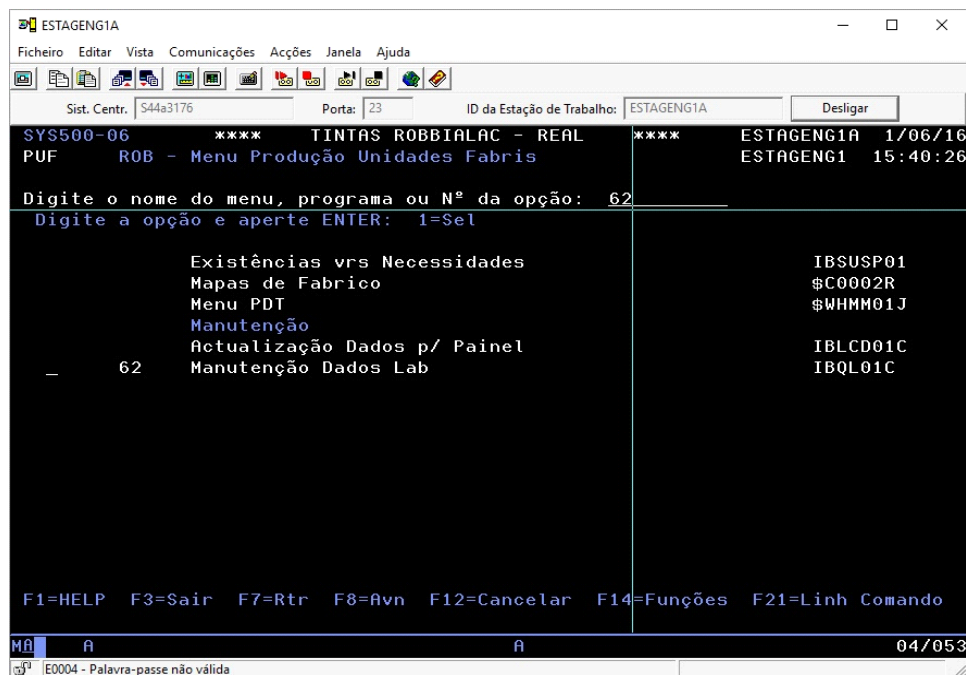 ESTAGENG1A
Ficheiro Editar Vista Comunicações Acções Janela Ajuda
Sist. Centr. S44a3176 Porta: 23 ID da Estação de Trabalho: ESTAGENG1A Desligar
SYS500-06 **** TINTAS ROBBIALAC - REAL **** ESTAGENG1A 1/06/16
PUF ROB - Menu Produção Unidades Fabris ESTAGENG1 15:40:26
Digite o nome do menu, programa ou Nº da opção: 62
Digite a opção e aperte ENTER: 1=Sel
Existências vrs Necessidades IBSUSP01
Mapas de Fabrico $C0002R
Menu PDT $WHMM01J
Manutenção
Actualização Dados p/ Painel IBLCD01C
_ 62 Manutenção Dados Lab IBQL01C
F1=HELP F3=Sair F7=Rtr F8=Avn F12=Cancelar F14=Funções F21=Linh Comando
MA A A 04/053
E0004 - Palavra-passe não válida